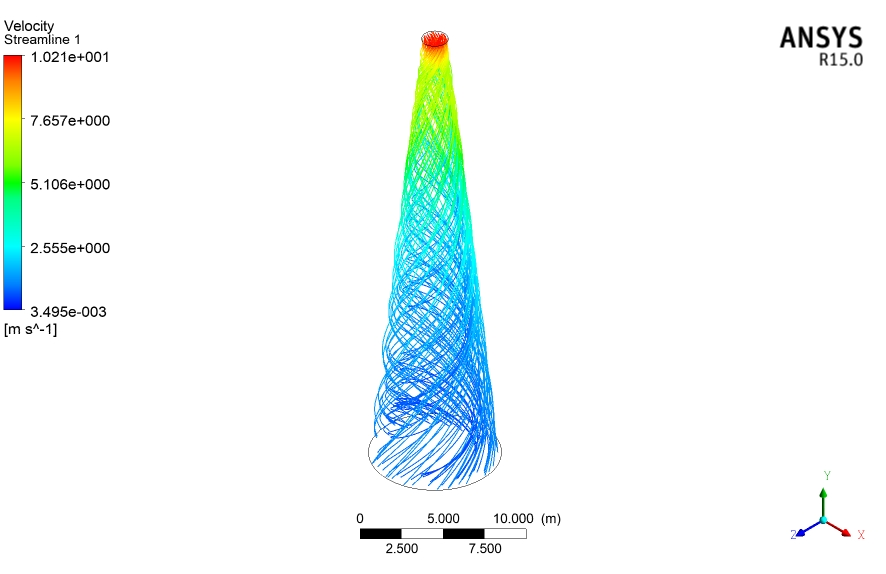 Velocity
Streamline 1
1.021e+001
7.657e+000
5.106e+000
2.555e+000
3.495e-003
[m s^-1]
ANSYS
R15.0
0 5.000 10.000 (m)
2.500 7.500
Y
Z X